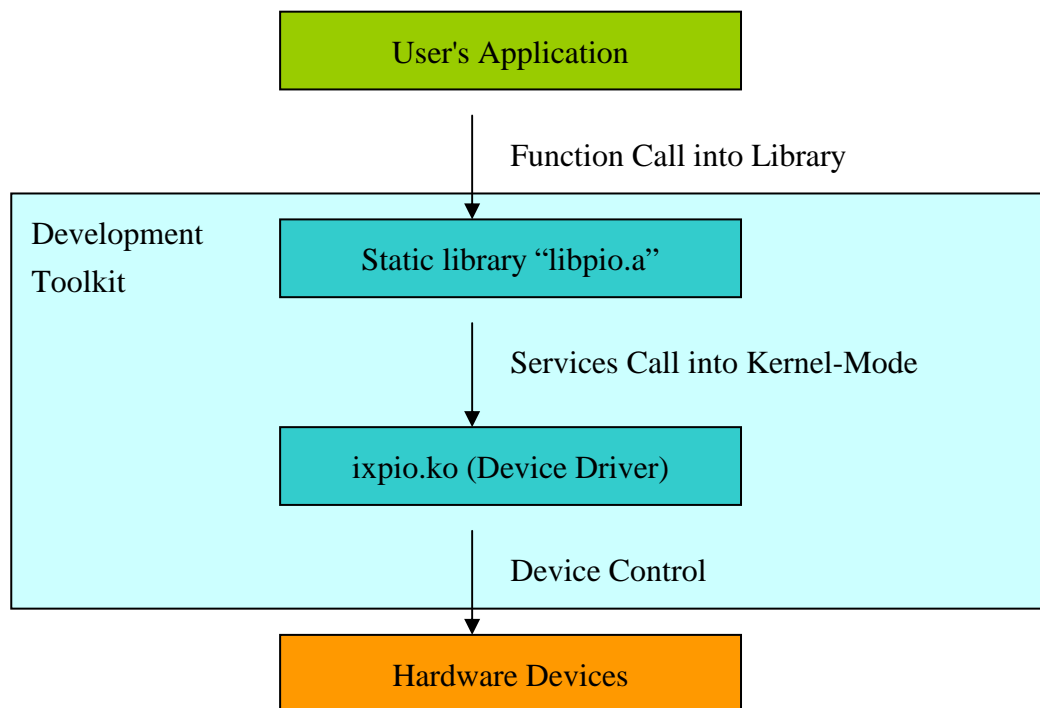 User's Application
Function Call into Library
Development
Toolkit
Static library “libpio.a”
Services Call into Kernel-Mode
ixpio.ko (Device Driver)
Device Control
Hardware Devices